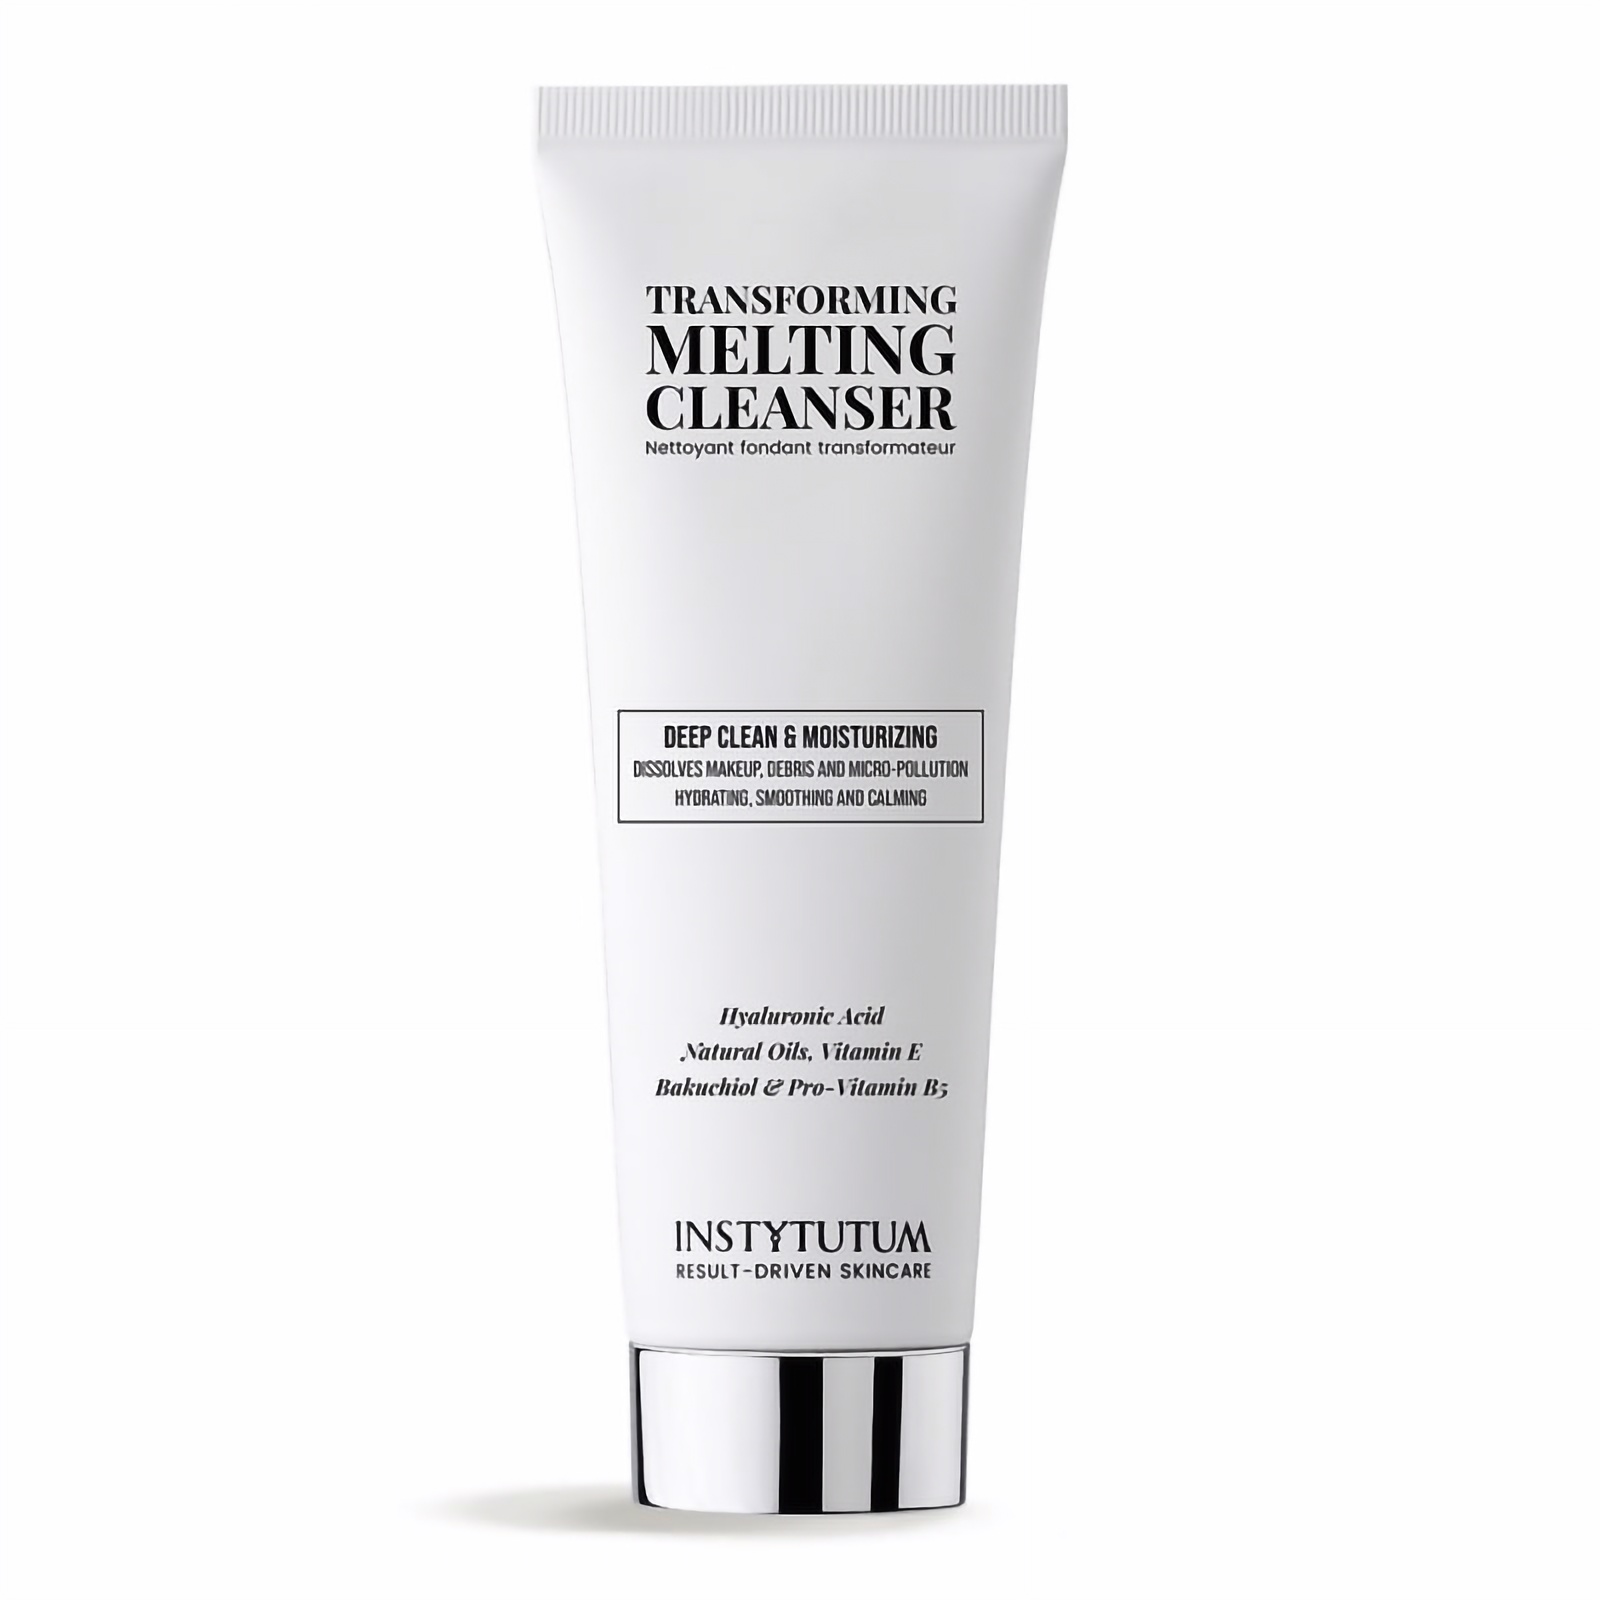 TRANSFORMING
MELTING
CLEANSER
Nettoyant fondant transformateur
DEEP CLEAN & MOISTURIZING
DISSOLVES MAKEUP, DEBRIS AND MICRO-POLLUTION
HYDRATING, SMOOTHING AND CALMING
Hyaluronic Acid
Natural Oils, Vitamin E
Bakuchiol & Pro-Vitamin B5
INSTYTUTUM
RESULT-DRIVEN SKINCARE